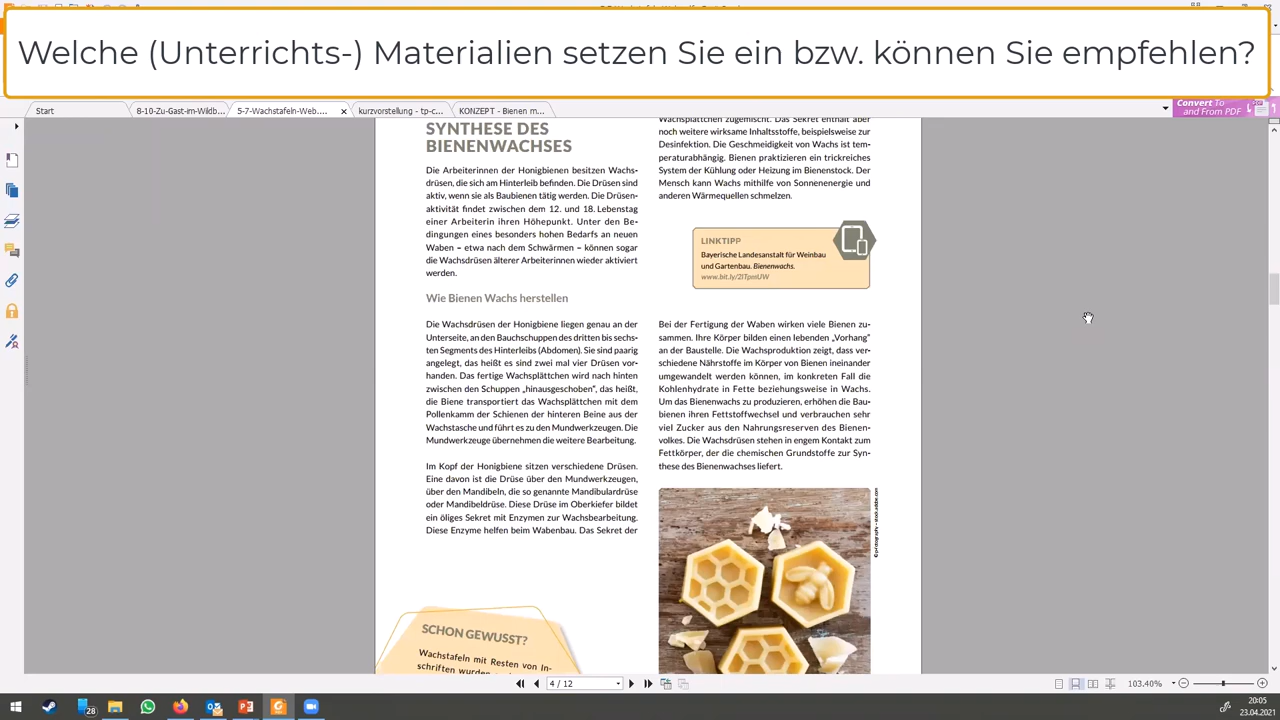 Welche (Unterrichts-) Materialien setzen Sie ein bzw. können Sie empfehlen?
Start
8-10-Zu-Gast-im-Wildb...
5-7-Wachstafeln-Web....
kurzvorstellung - tp-c...
KONZEPT - Bienen m...
Convert To
and From PDF
SYNTHESE DES
BIENENWACHSES
Die Arbeiterinnen der Honigbienen besitzen Wachs-
drüsen, die sich am Hinterleib befinden. Die Drüsen sind
aktiv, wenn sie als Baubienen tätig werden. Die Drüsen-
aktivität findet zwischen dem 12. und 18. Lebenstag
einer Arbeiterin ihren Höhepunkt. Unter den Be-
dingungen eines besonders hohen Bedarfs an neuen
Waben – etwa nach dem Schwärmen – können sogar
die Wachsdrüsen älterer Arbeiterinnen wieder aktiviert
werden.
Wie Bienen Wachs herstellen
Die Wachsdrüsen der Honigbiene liegen genau an der
Unterseite, an den Bauchschuppen des dritten bis sechs-
ten Segments des Hinterleibs (Abdomen). Sie sind paarig
angelegt, das heißt es sind zwei mal vier Drüsen vor-
handen. Das fertige Wachsplättchen wird nach hinten
zwischen den Schuppen „hinausgeschoben“, das heißt,
die Biene transportiert das Wachsplättchen mit dem
Pollenkamm der Schienen der hinteren Beine aus der
Wachstasche und führt es zu den Mundwerkzeugen. Die
Mundwerkzeuge übernehmen die weitere Bearbeitung.
Im Kopf der Honigbiene sitzen verschiedene Drüsen.
Eine davon ist die Drüse über den Mundwerkzeugen,
über den Mandibeln, die so genannte Mandibulardrüse
oder Mandibeldrüse. Diese Drüse im Oberkiefer bildet
ein öliges Sekret mit Enzymen zur Wachsbearbeitung.
Diese Enzyme helfen beim Wabenbau. Das Sekret der
SCHON GEWUSST?
Wachstafeln mit Resten von In-
schriften wurden
Wachsplättchen zugemischt. Das Sekret enthält aber
noch weitere wirksame Inhaltsstoffe, beispielsweise zur
Desinfektion. Die Geschmeidigkeit von Wachs ist tem-
peraturabhängig. Bienen praktizieren ein trickreiches
System der Kühlung oder Heizung im Bienenstock. Der
Mensch kann Wachs mithilfe von Sonnenenergie und
anderen Wärmequellen schmelzen.
LINKTIPP
Bayerische Landesanstalt für Weinbau
und Gartenbau. Bienenwachs.
Bei der Fertigung der Waben wirken viele Bienen zu-
sammen. Ihre Körper bilden einen lebenden „Vorhang“
an der Baustelle. Die Wachsproduktion zeigt, dass ver-
schiedene Nährstoffe im Körper von Bienen ineinander
umgewandelt werden können, im konkreten Fall die
Kohlenhydrate in Fette beziehungsweise in Wachs.
Um das Bienenwachs zu produzieren, erhöhen die Bau-
bienen ihren Fettstoffwechsel und verbrauchen sehr
viel Zucker aus den Nahrungsreserven des Bienen-
volkes. Die Wachsdrüsen stehen in engem Kontakt zum
Fettkörper, der die chemischen Grundstoffe zur Syn-
these des Bienenwachses liefert.
4 / 12
103.40%
28
20:05
23.04.2021